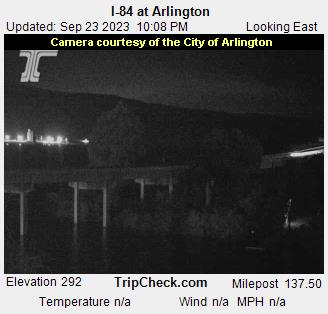 I-84 at Arlington
Updated: Sep 23 2023 10:08 PM Looking East
Camera courtesy of the City of Arlington
Elevation 292 TripCheck.com Milepost 137.50
Temperature n/a Wind n/a MPH n/a